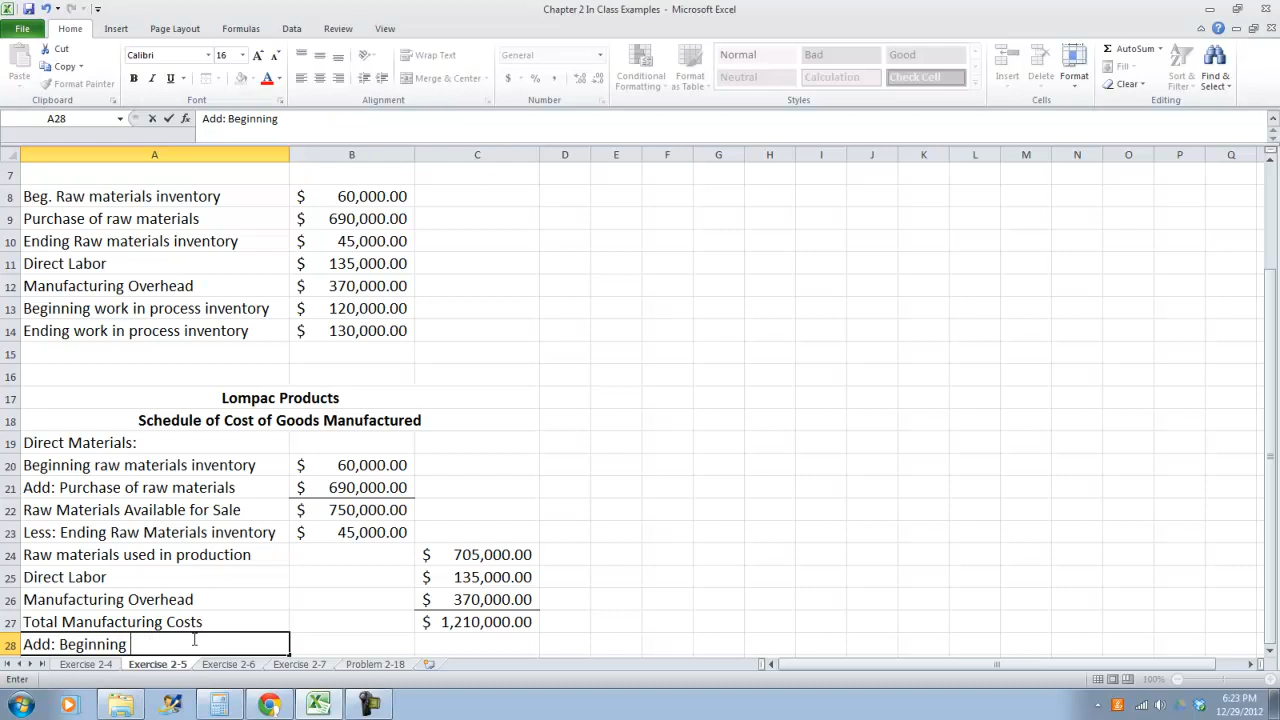 Chapter 2 In Class Examples - Microsoft Excel
File Home Insert Page Layout Formulas Data Review View
Paste Cut Copy Format Painter Clipboard
Calibri 16 B I U A A A Font
Wrap Text Merge & Center Alignment
General $ % , Number
Conditional Formatting Format as Table Normal Bad Good Neutral Calculation Check Cell Styles
Insert Delete Format Cells
AutoSum Fill Clear Sort & Filter Find & Select Editing
A28 fx Add: Beginning
A B C D E F G H I J K L M N O P Q
7
8 Beg. Raw materials inventory $ 60,000.00
9 Purchase of raw materials $ 690,000.00
10 Ending Raw materials inventory $ 45,000.00
11 Direct Labor $ 135,000.00
12 Manufacturing Overhead $ 370,000.00
13 Beginning work in process inventory $ 120,000.00
14 Ending work in process inventory $ 130,000.00
15
16
17 Lompac Products
18 Schedule of Cost of Goods Manufactured
19 Direct Materials:
20 Beginning raw materials inventory $ 60,000.00
21 Add: Purchase of raw materials $ 690,000.00
22 Raw Materials Available for Sale $ 750,000.00
23 Less: Ending Raw Materials inventory $ 45,000.00
24 Raw materials used in production $ 705,000.00
25 Direct Labor $ 135,000.00
26 Manufacturing Overhead $ 370,000.00
27 Total Manufacturing Costs $ 1,210,000.00
28 Add: Beginning
Exercise 2-4 Exercise 2-5 Exercise 2-6 Exercise 2-7 Problem 2-18
Enter 100%
6:23 PM
12/29/2012